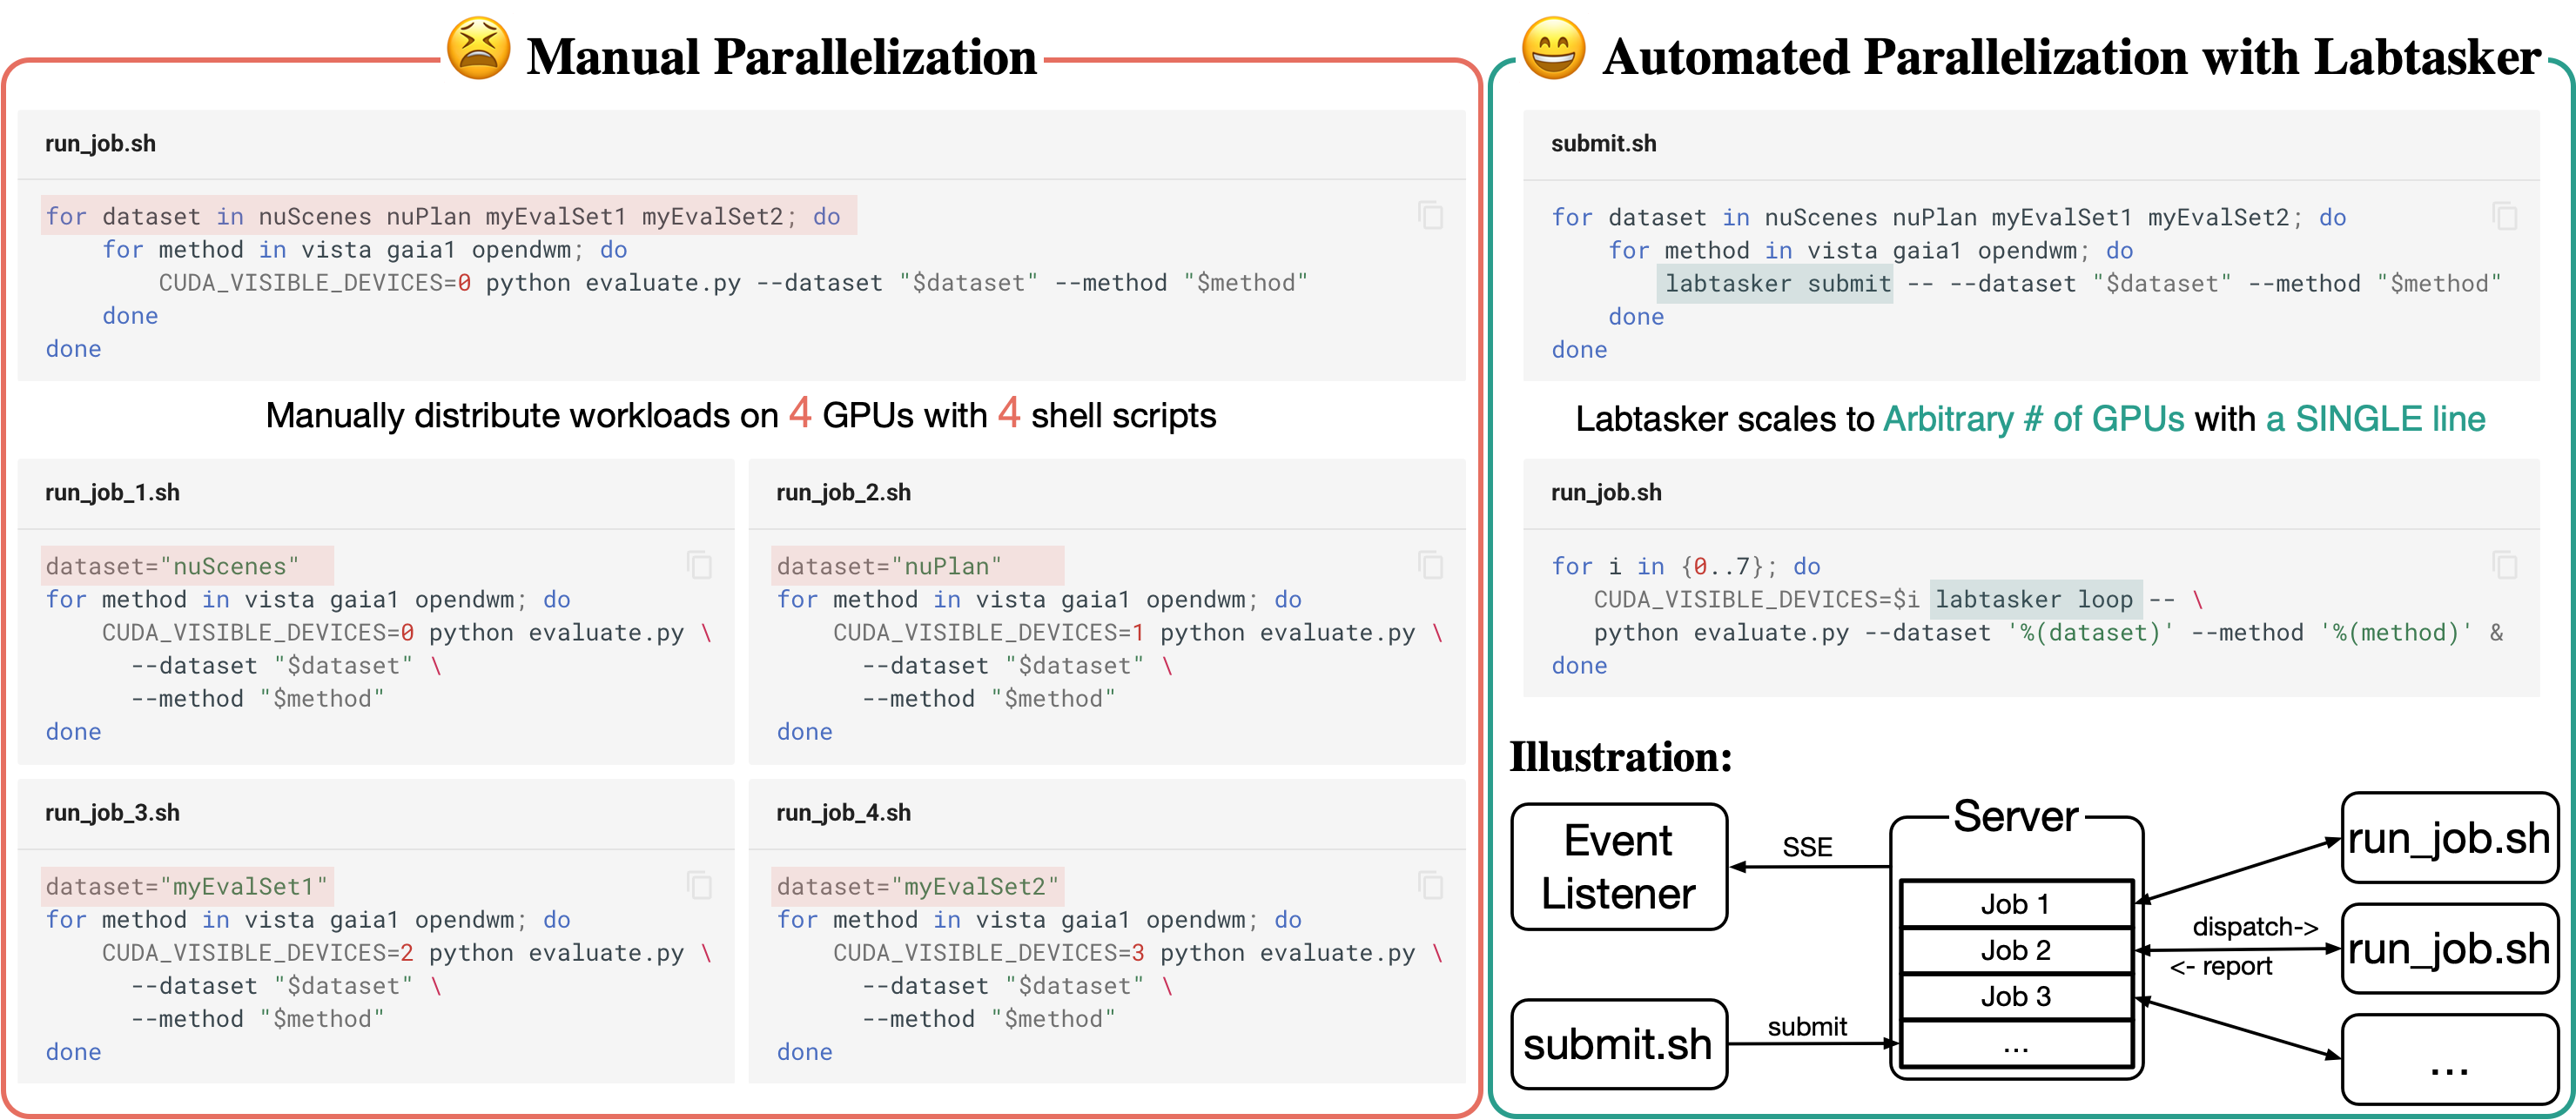 Manual Parallelization
run_job.sh
for dataset in nuScenes nuPlan myEvalSet1 myEvalSet2; do
    for method in vista gaia1 opendwm; do
        CUDA_VISIBLE_DEVICES=0 python evaluate.py --dataset "$dataset" --method "$method"
    done
done
Manually distribute workloads on 4 GPUs with 4 shell scripts
run_job_1.sh
dataset="nuScenes"
for method in vista gaia1 opendwm; do
    CUDA_VISIBLE_DEVICES=0 python evaluate.py \
      --dataset "$dataset" \
      --method "$method"
done
run_job_2.sh
dataset="nuPlan"
for method in vista gaia1 opendwm; do
    CUDA_VISIBLE_DEVICES=1 python evaluate.py \
      --dataset "$dataset" \
      --method "$method"
done
run_job_3.sh
dataset="myEvalSet1"
for method in vista gaia1 opendwm; do
    CUDA_VISIBLE_DEVICES=2 python evaluate.py \
      --dataset "$dataset" \
      --method "$method"
done
run_job_4.sh
dataset="myEvalSet2"
for method in vista gaia1 opendwm; do
    CUDA_VISIBLE_DEVICES=3 python evaluate.py \
      --dataset "$dataset" \
      --method "$method"
done
Automated Parallelization with Labtasker
submit.sh
for dataset in nuScenes nuPlan myEvalSet1 myEvalSet2; do
    for method in vista gaia1 opendwm; do
        labtasker submit -- --dataset "$dataset" --method "$method"
    done
done
Labtasker scales to Arbitrary # of GPUs with a SINGLE line
run_job.sh
for i in {0..7}; do
   CUDA_VISIBLE_DEVICES=$i labtasker loop -- \
   python evaluate.py --dataset '%(dataset)' --method '%(method)' &
done
Illustration:
Event
Listener
SSE
submit.sh
submit
Server
Job 1
Job 2
Job 3
...
dispatch->
<- report
run_job.sh
run_job.sh
...